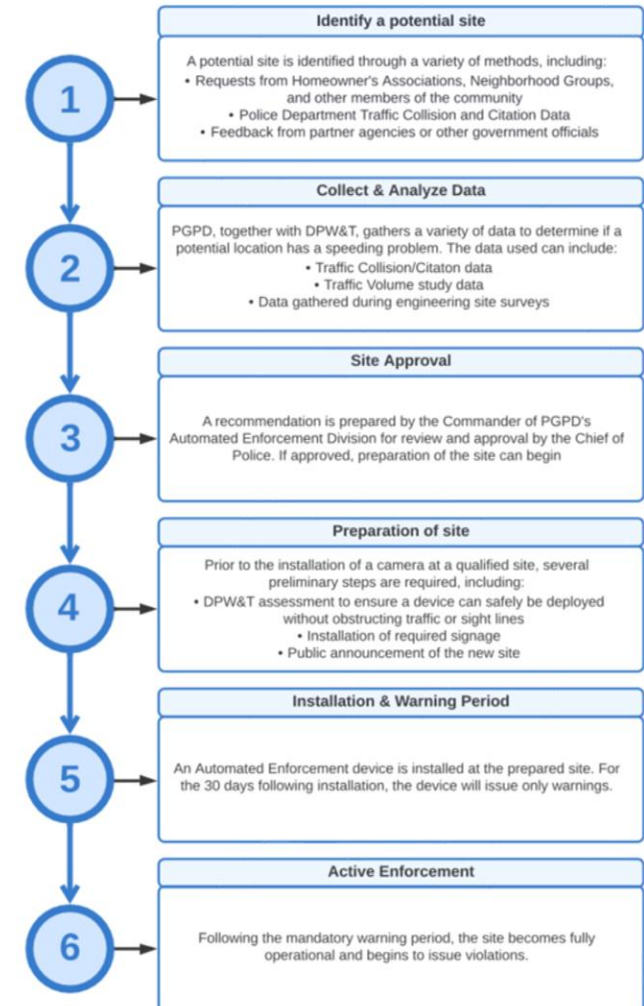 1
Identify a potential site
A potential site is identified through a variety of methods, including:
• Requests from Homeowner's Associations, Neighborhood Groups,
and other members of the community
• Police Department Traffic Collision and Citation Data
• Feedback from partner agencies or other government officials
2
Collect & Analyze Data
PGPD, together with DPW&T, gathers a variety of data to determine if a
potential location has a speeding problem. The data used can include:
• Traffic Collision/Citaton data
• Traffic Volume study data
• Data gathered during engineering site surveys
3
Site Approval
A recommendation is prepared by the Commander of PGPD's
Automated Enforcement Division for review and approval by the Chief of
Police. If approved, preparation of the site can begin
4
Preparation of site
Prior to the installation of a camera at a qualified site, several
preliminary steps are required, including:
• DPW&T assessment to ensure a device can safely be deployed
without obstructing traffic or sight lines
• Installation of required signage
• Public announcement of the new site
5
Installation & Warning Period
An Automated Enforcement device is installed at the prepared site. For
the 30 days following installation, the device will issue only warnings.
6
Active Enforcement
Following the mandatory warning period, the site becomes fully
operational and begins to issue violations.